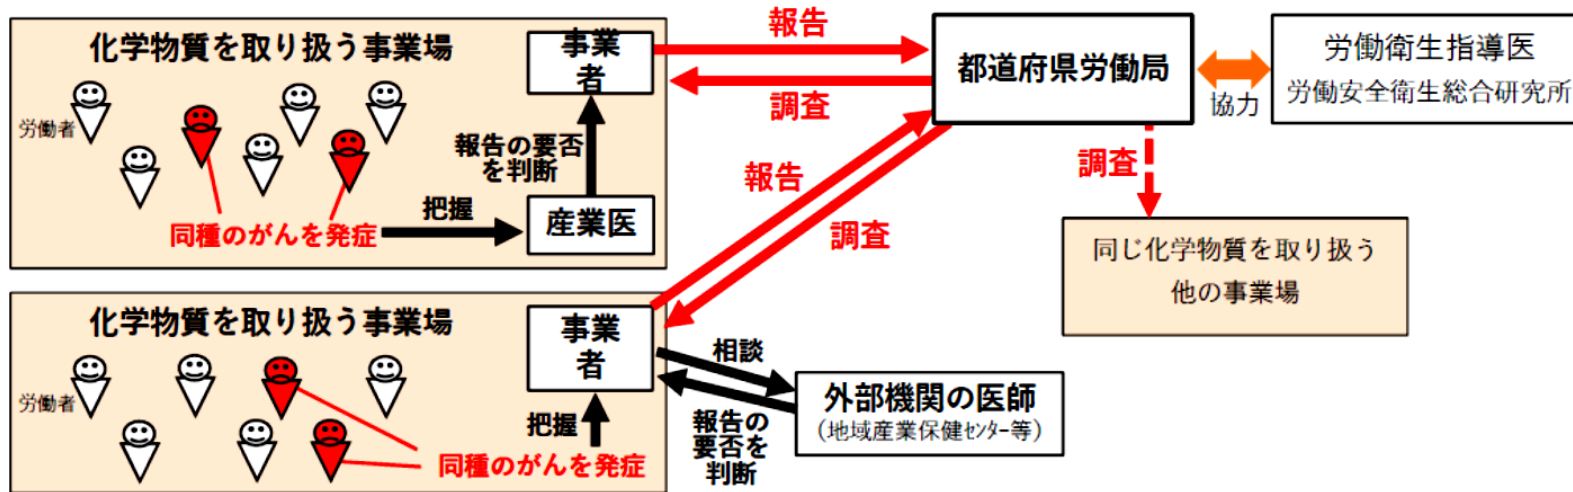 化学物質を取り扱う事業場
労働者
同種のがんを発症
把握
産業医
報告の要否
を判断
事業
者
報告
調査
都道府県労働局
協力
労働衛生指導医
労働安全衛生総合研究所
調査
同じ化学物質を取り扱う
他の事業場
報告
調査
化学物質を取り扱う事業場
労働者
同種のがんを発症
把握
事業
者
相談
外部機関の医師
(地域産業保健ｾﾝﾀｰ等)
報告の
要否を
判断